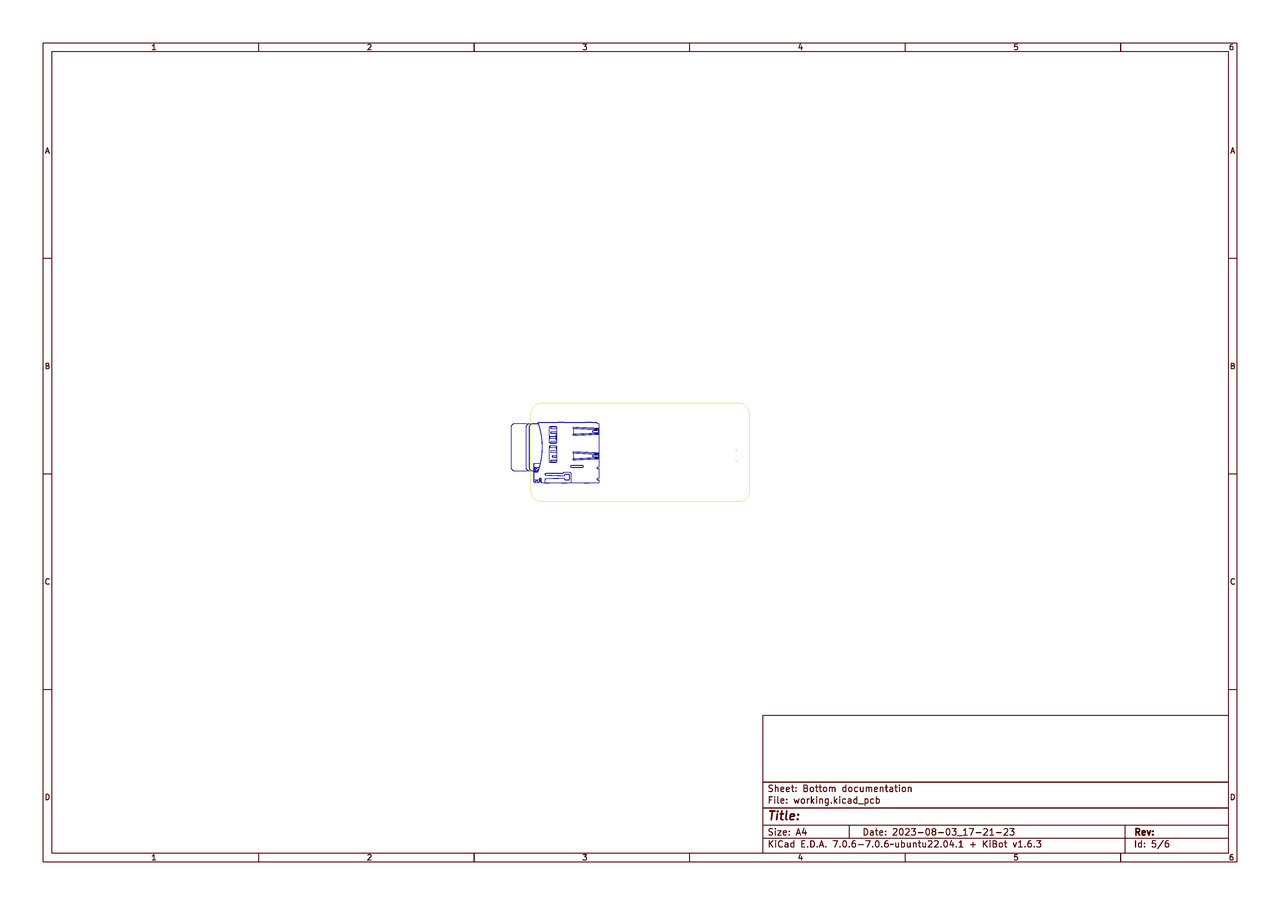 1 2 3 4 5 6
A A
B B
C C
D D
Sheet: Bottom documentation
File: working.kicad_pcb
Title:
Size: A4 Date: 2023-08-03_17-21-23 Rev:
KiCad E.D.A. 7.0.6-7.0.6~ubuntu22.04.1 + KiBot v1.6.3 Id: 5/6
1 2 3 4 5 6